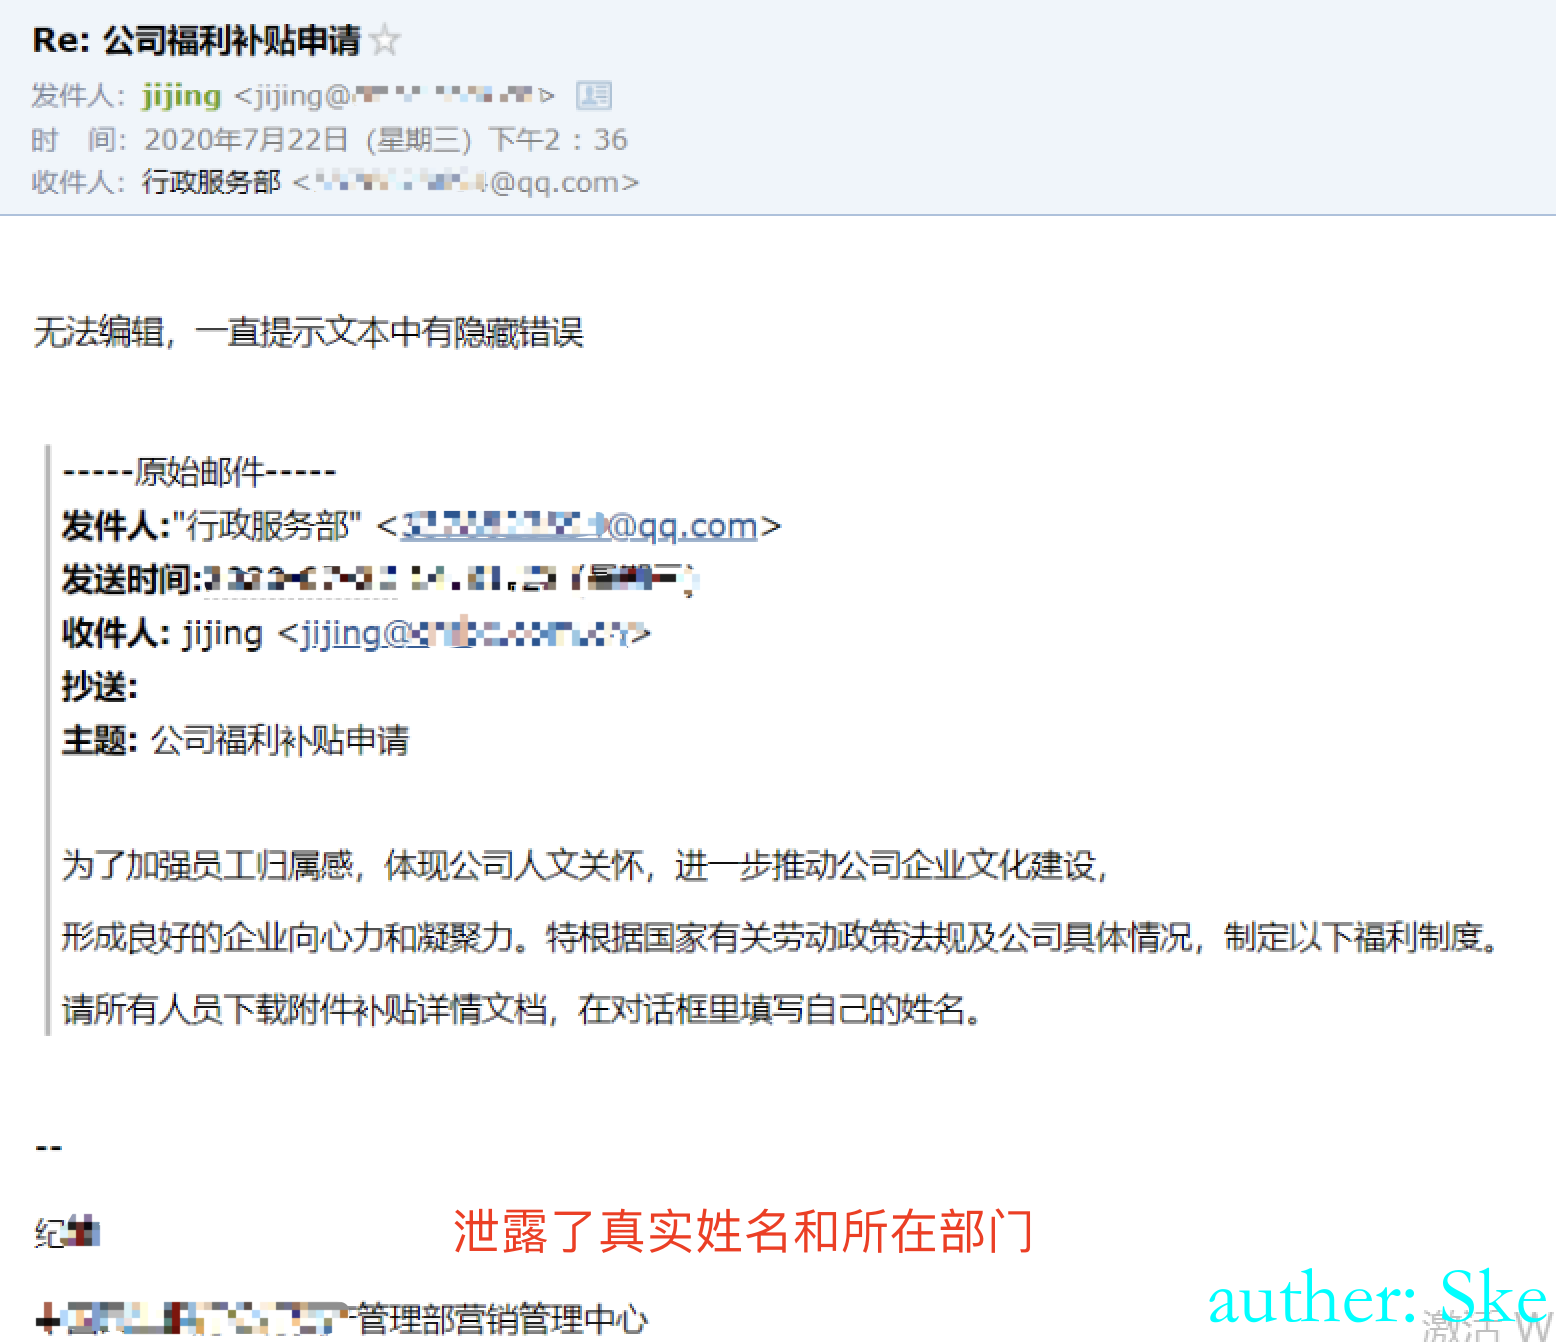 Re: 公司福利补贴申请
发件人: jijing <jijing@ >
时 间: 2020年7月22日 (星期三) 下午2 : 36
收件人: 行政服务部 < @qq.com>
无法编辑，一直提示文本中有隐藏错误
-----原始邮件-----
发件人:"行政服务部" < @qq.com>
发送时间:
收件人: jijing <jijing@ >
抄送:
主题: 公司福利补贴申请
为了加强员工归属感，体现公司人文关怀，进一步推动公司企业文化建设，
形成良好的企业向心力和凝聚力。特根据国家有关劳动政策法规及公司具体情况，制定以下福利制度。
请所有人员下载附件补贴详情文档，在对话框里填写自己的姓名。
--
纪
泄露了真实姓名和所在部门
管理部营销管理中心
auther: Ske
激活 W